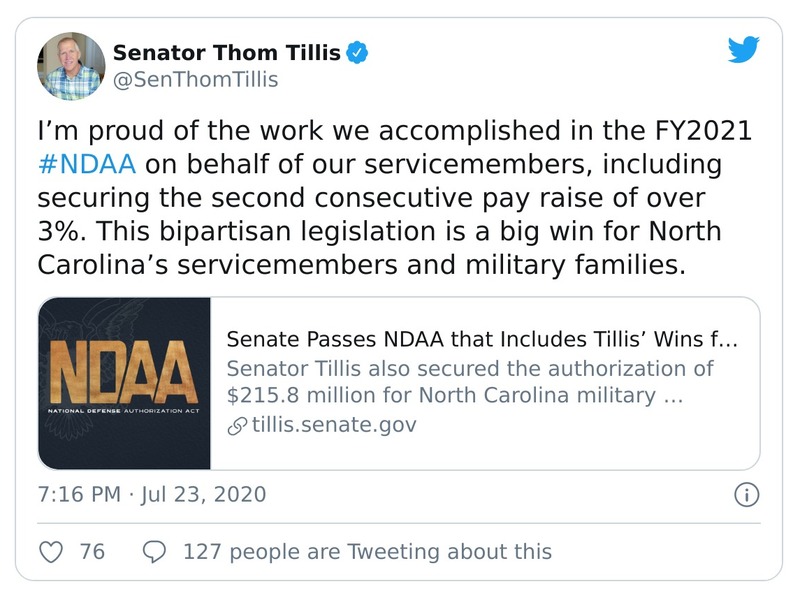 Senator Thom Tillis
@SenThomTillis
I’m proud of the work we accomplished in the FY2021
#NDAA on behalf of our servicemembers, including
securing the second consecutive pay raise of over
3%. This bipartisan legislation is a big win for North
Carolina’s servicemembers and military families.
NDAA
NATIONAL DEFENSE AUTHORIZATION ACT
Senate Passes NDAA that Includes Tillis’ Wins f…
Senator Tillis also secured the authorization of
$215.8 million for North Carolina military …
tillis.senate.gov
7:16 PM · Jul 23, 2020
76 127 people are Tweeting about this